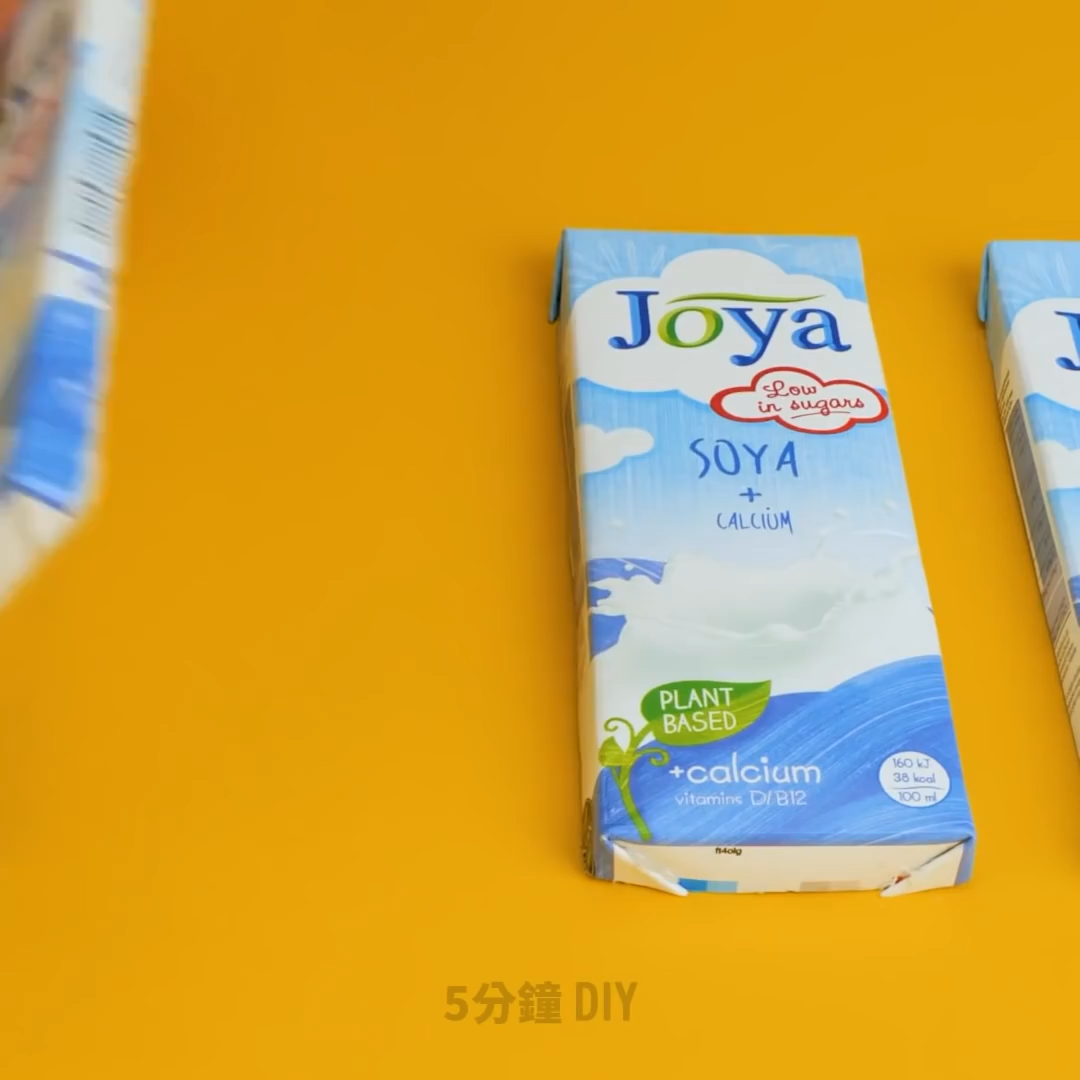 Joya
Low
in sugars
SOYA
+
CALCIUM
PLANT
BASED
+calcium
vitamins D/B12
160 kJ
38 kcal
100 ml
J
5分鐘 DIY